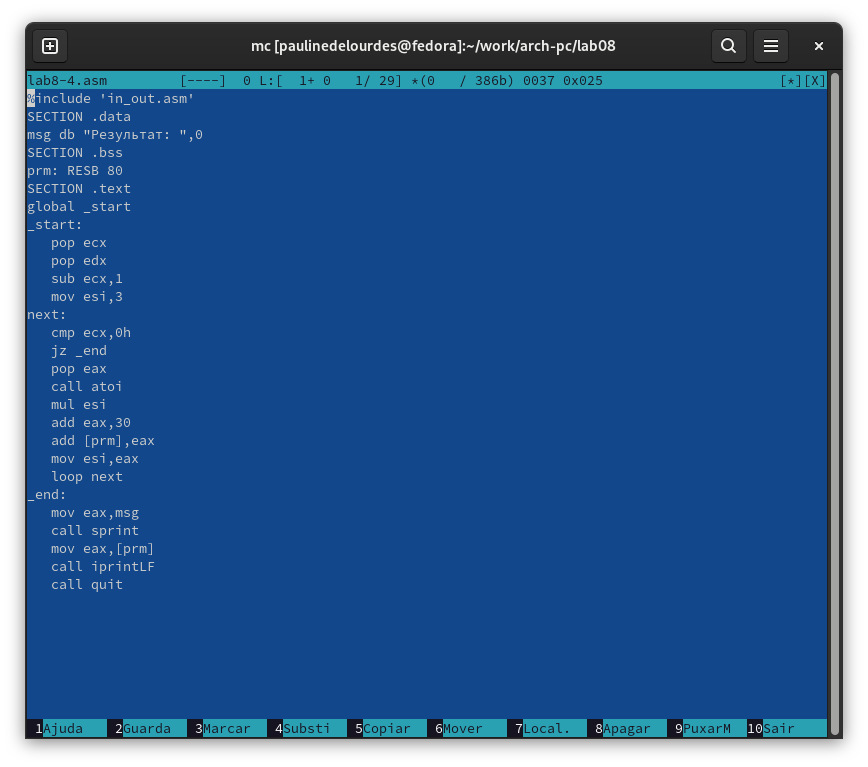 mc [paulinedelourdes@fedora]:~/work/arch-pc/lab08
lab8-4.asm [----] 0 L:[ 1+ 0 1/ 29] *(0 / 386b) 0037 0x025 [*][X]
%include 'in_out.asm'
SECTION .data
msg db "Результат: ",0
SECTION .bss
prm: RESB 80
SECTION .text
global _start
_start:
pop ecx
pop edx
sub ecx,1
mov esi,3
next:
cmp ecx,0h
jz _end
pop eax
call atoi
mul esi
add eax,30
add [prm],eax
mov esi,eax
loop next
_end:
mov eax,msg
call sprint
mov eax,[prm]
call iprintLF
call quit
1Ajuda 2Guarda 3Marcar 4Substi 5Copiar 6Mover 7Local. 8Apagar 9PuxarM 10Sair